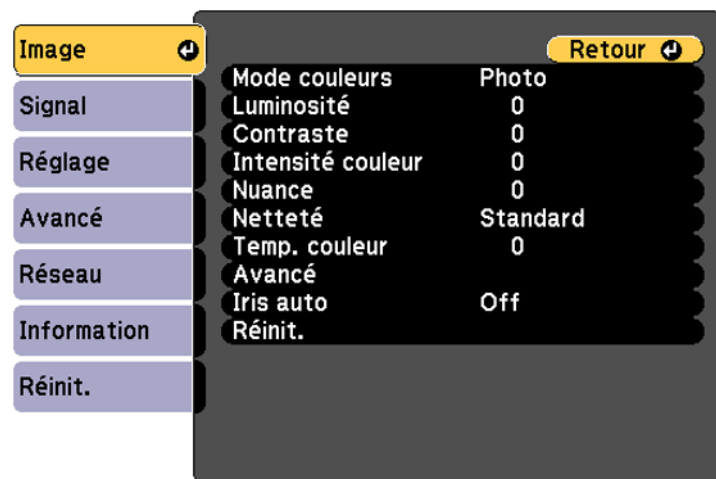 Image
Signal
Réglage
Avancé
Réseau
Information
Réinit.
Retour
Mode couleurs Photo
Luminosité 0
Contraste 0
Intensité couleur 0
Nuance 0
Netteté Standard
Temp. couleur 0
Avancé
Iris auto Off
Réinit.